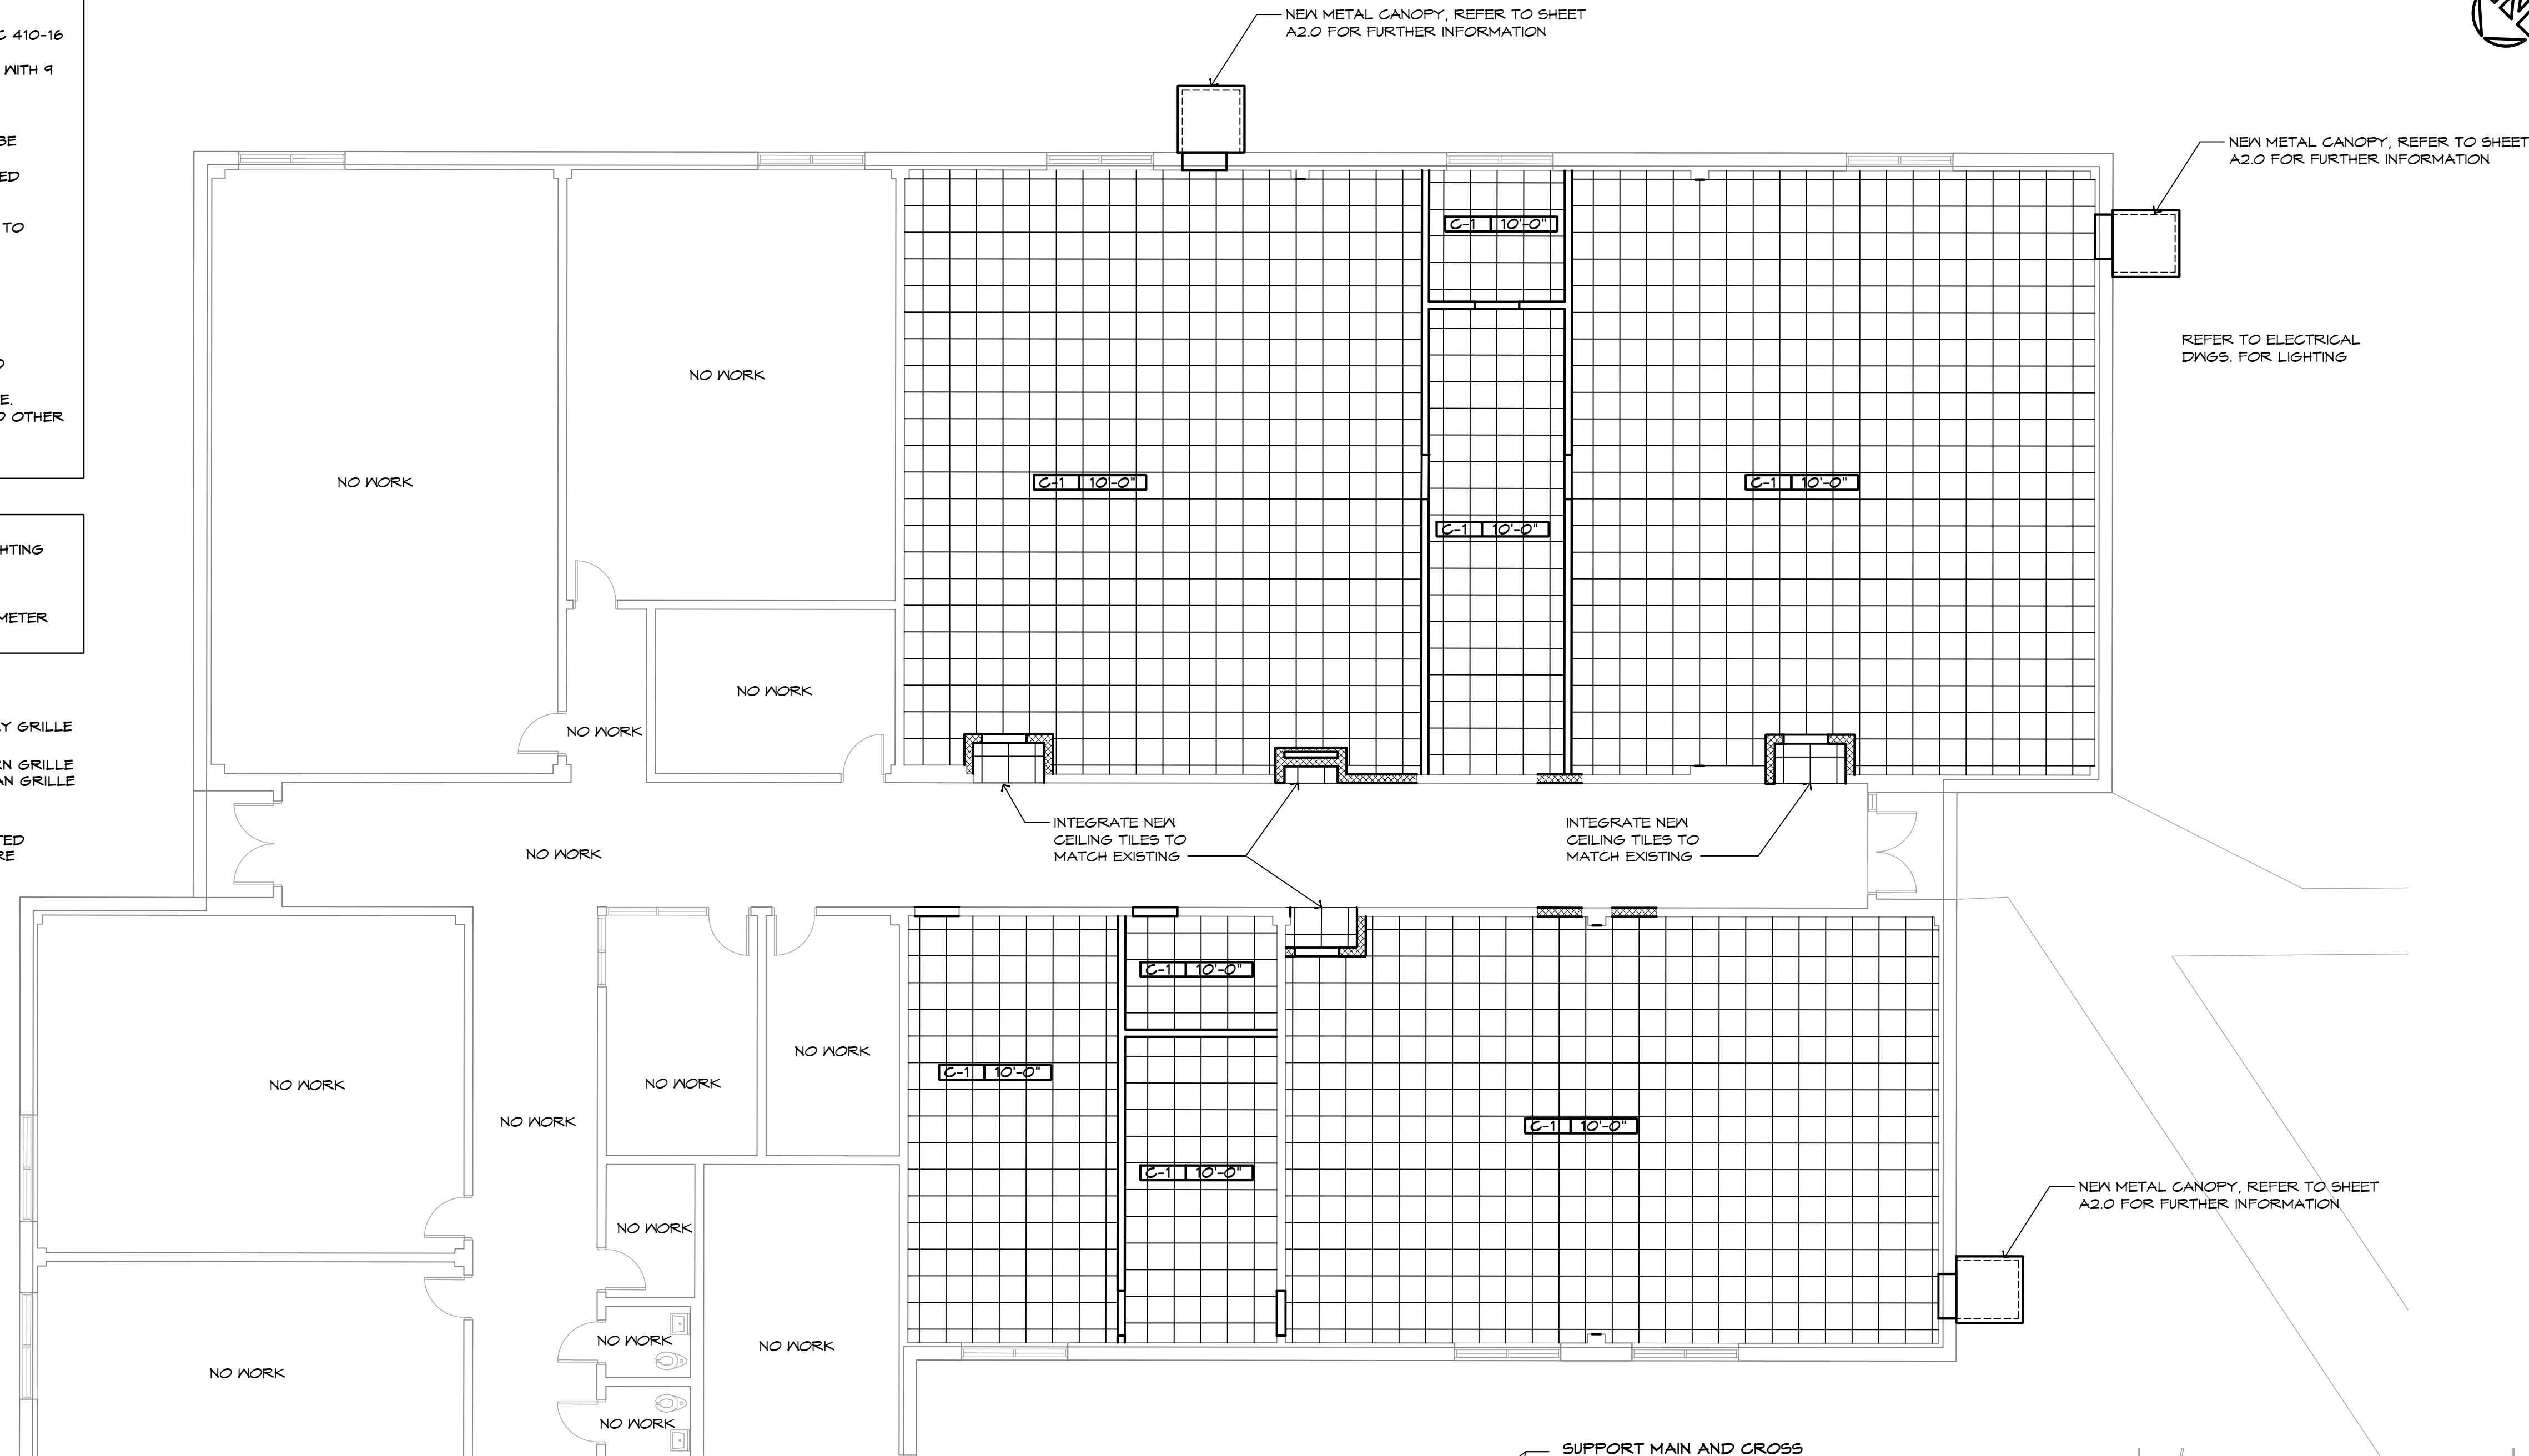 C 410-16
WITH 9
BE
ED
TO
E.
D OTHER
HTING
METER
Y GRILLE
RN GRILLE
AN GRILLE
TED
RE
NEW METAL CANOPY, REFER TO SHEET
A2.0 FOR FURTHER INFORMATION
NEW METAL CANOPY, REFER TO SHEET
A2.0 FOR FURTHER INFORMATION
REFER TO ELECTRICAL
DWGS. FOR LIGHTING
C-1 10'-0"
NO WORK
NO WORK
C-1 10'-0"
C-1 10'-0"
C-1 10'-0"
NO WORK
NO WORK
INTEGRATE NEW
CEILING TILES TO
MATCH EXISTING
INTEGRATE NEW
CEILING TILES TO
MATCH EXISTING
NO WORK
C-1 10'-0"
NO WORK
NO WORK
NO WORK
C-1 10'-0"
NO WORK
C-1 10'-0"
C-1 10'-0"
NEW METAL CANOPY, REFER TO SHEET
A2.0 FOR FURTHER INFORMATION
NO WORK
NO WORK
NO WORK
NO WORK
NO WORK
SUPPORT MAIN AND CROSS